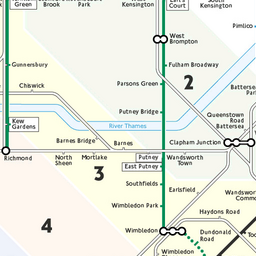 Green
Brook
Park
Kensington
Earl's
Court
Kensington
Pimlico
West
Brompton
Gunnersbury
Fulham Broadway
2
Chiswick
Parsons Green
Battersea
Park
Kew
Gardens
Putney Bridge
Queenstown
Road
Battersea
River Thames
Barnes Bridge
Barnes
Clapham Junction
Richmond
North
Sheen
Mortlake
Putney
East Putney
Wandsworth
Town
3
Southfields
Earlsfield
Wandsworth
Common
Wimbledon Park
Haydons Road
4
Wimbledon
Dundonald
Road
Wimbledon